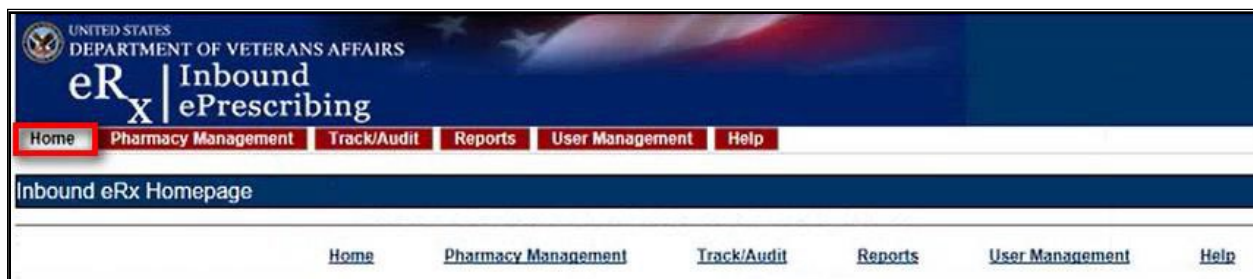 UNITED STATES
DEPARTMENT OF VETERANS AFFAIRS
eRx Inbound
ePrescribing
Home Pharmacy Management Track/Audit Reports User Management Help
Inbound eRx Homepage
Home Pharmacy Management Track/Audit Reports User Management Help